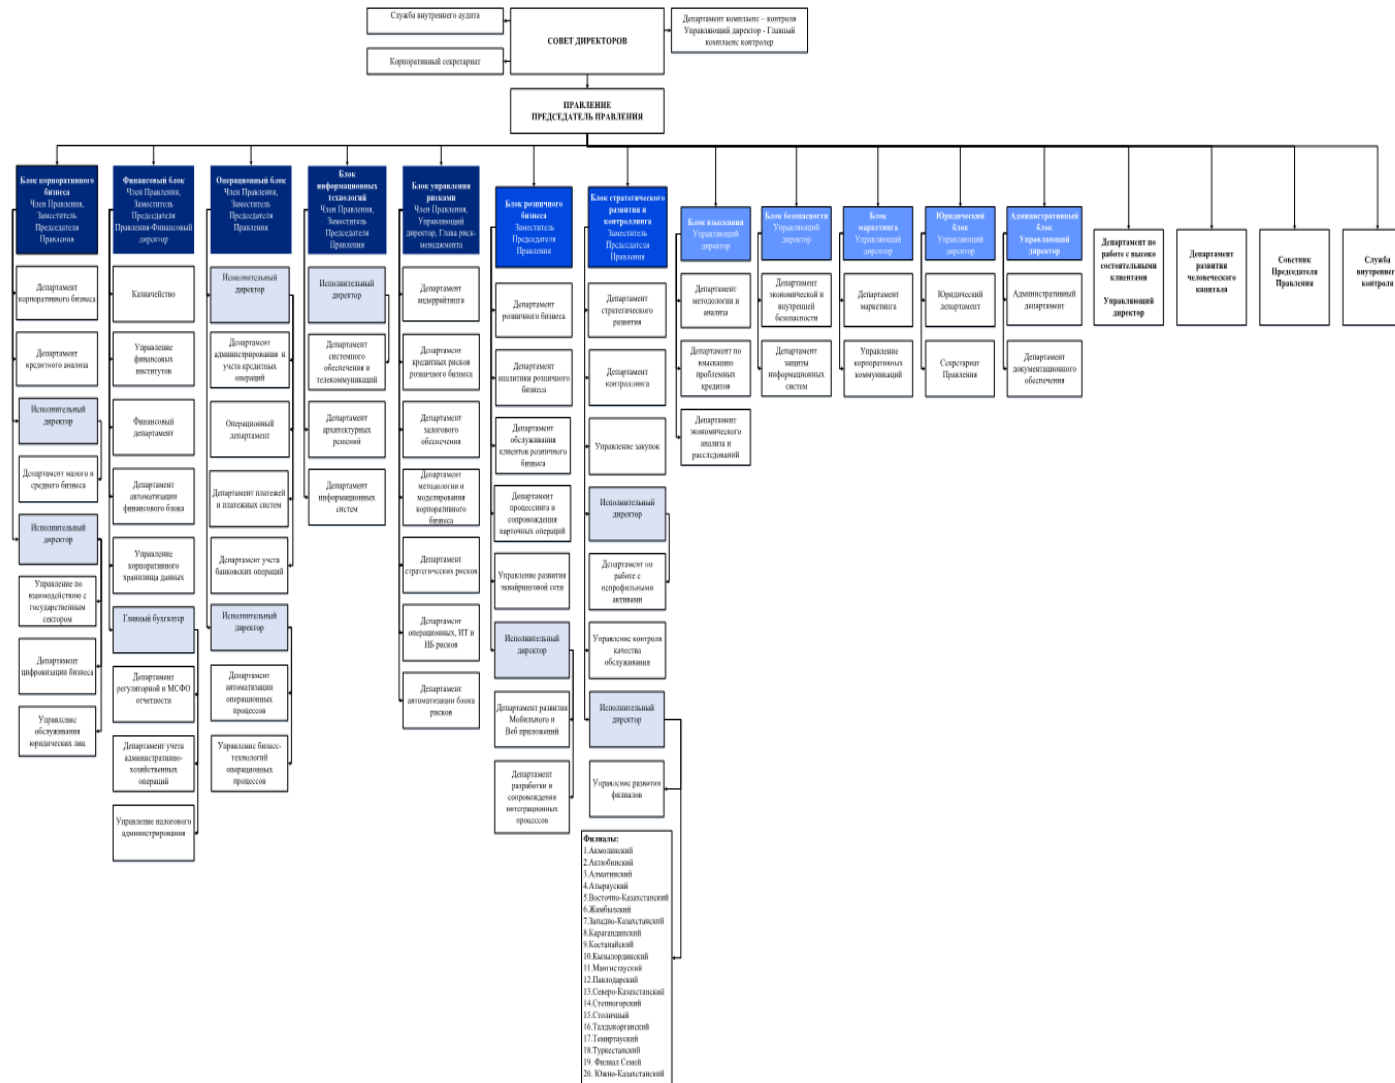 Служба внутреннего аудита
Корпоративный секретариат
СОВЕТ ДИРЕКТОРОВ
Департамент комплаенс – контроля
Управляющий директор - Главный
комплаенс контролер
ПРАВЛЕНИЕ
ПРЕДСЕДАТЕЛЬ ПРАВЛЕНИЯ
Блок корпоративного
бизнеса
Член Правления,
Заместитель
Председателя
Правления
Департамент
корпоративного бизнеса
Департамент
кредитного анализа
Исполнительный
директор
Департамент малого и
среднего бизнеса
Исполнительный
директор
Управление по
взаимодействию с
государственным
сектором
Департамент
цифровизации бизнеса
Управление
обслуживания
юридических лиц
Финансовый блок
Член Правления,
Заместитель
Председателя
Правления-Финансовый
директор
Казначейство
Управление
финансовых
институтов
Финансовый
департамент
Департамент
автоматизации
финансового блока
Управление
корпоративного
хранилища данных
Главный бухгалтер
Департамент
регуляторной и МСФО
отчетности
Департамент учета
административно-
хозяйственных
операций
Управление налогового
администрирования
Операционный блок
Член Правления,
Заместитель
Председателя
Правления
Исполнительный
директор
Департамент
администрирования и
учета кредитных
операций
Операционный
департамент
Департамент платежей
и платежных систем
Департамент учета
банковских операций
Исполнительный
директор
Департамент
автоматизации
операционных
процессов
Управление бизнес-
технологий
операционных
процессов
Блок
информационных
технологий
Член Правления,
Заместитель
Председателя
Правления
Исполнительный
директор
Департамент
системного
обеспечения и
телекоммуникаций
Департамент
архитектурных
решений
Департамент
информационных
систем
Блок управления
рисками
Член Правления,
Управляющий
директор, Глава риск-
менеджмента
Департамент
андеррайтинга
Департамент
кредитных рисков
розничного бизнеса
Департамент
залогового
обеспечения
Департамент
методологии и
моделирования
корпоративного
бизнеса
Департамент
стратегических рисков
Департамент
операционных, ИТ и
ИБ рисков
Департамент
автоматизации блока
рисков
Блок розничного
бизнеса
Заместитель
Председателя
Правления
Департамент
розничного бизнеса
Департамент
аналитики розничного
бизнеса
Департамент
обслуживания
клиентов розничного
бизнеса
Департамент
процессинга и
сопровождения
карточных операций
Управление развития
эквайринговой сети
Исполнительный
директор
Департамент развития
Мобильного и
Веб приложений
Департамент
разработки и
сопровождения
интеграционных
процессов
Блок стратегического
развития и
контроллинга
Заместитель
Председателя
Правления
Департамент
стратегического
развития
Департамент
контроллинга
Управление закупок
Исполнительный
директор
Департамент по
работе с
непрофильными
активами
Управление контроля
качества
обслуживания
Исполнительный
директор
Управление развития
филиалов
Филиалы:
1.Акмолинский
2.Актюбинский
3.Алматинский
4.Атырауский
5.Восточно-Казахстанский
6.Жамбылский
7.Западно-Казахстанский
8.Карагандинский
9.Костанайский
10.Кызылординский
11.Мангистауский
12.Павлодарский
13.Северо-Казахстанский
14.Степногорский
15.Столичный
16.Талдыкорганский
17.Темиртауский
18.Туркестанский
19. Филиал Семей
20. Южно-Казахстанский
Блок взыскания
Управляющий
директор
Департамент
методологии и
анализа
Департамент по
взысканию
проблемных
кредитов
Департамент
экономического
анализа и
расследований
Блок безопасности
Управляющий
директор
Департамент
экономической и
внутренней
безопасности
Департамент
защиты
информационных
систем
Блок
маркетинга
Управляющий
директор
Департамент
маркетинга
Управление
корпоративных
коммуникаций
Юридический
блок
Управляющий
директор
Юридический
департамент
Секретариат
Правления
Административный
блок
Управляющий
директор
Административный
департамент
Департамент
документационного
обеспечения
Департамент по
работе с высоко
состоятельными
клиентами
Управляющий
директор
Департамент
развития
человеческого
капитала
Советник
Председателя
Правления
Служба
внутреннего
контроля